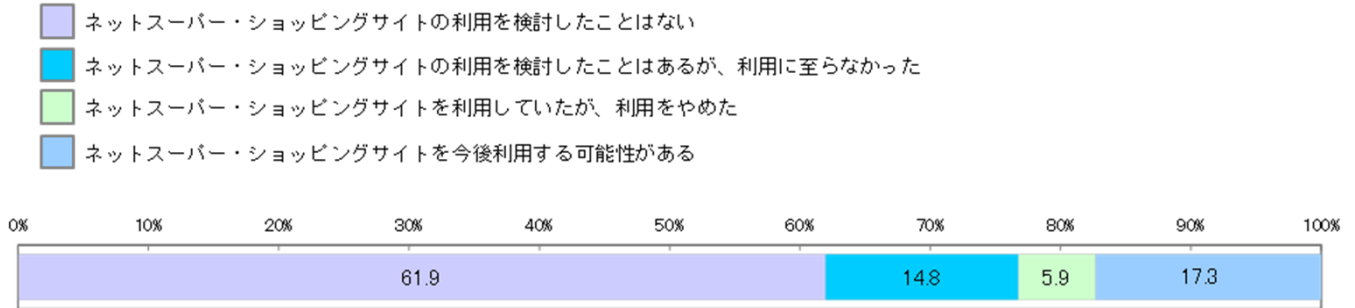 ネットスーパー・ショッピングサイトの利用を検討したことはない
ネットスーパー・ショッピングサイトの利用を検討したことはあるが、利用に至らなかった
ネットスーパー・ショッピングサイトを利用していたが、利用をやめた
ネットスーパー・ショッピングサイトを今後利用する可能性がある
0% 10% 20% 30% 40% 50% 60% 70% 80% 90% 100%
61.9 14.8 5.9 17.3